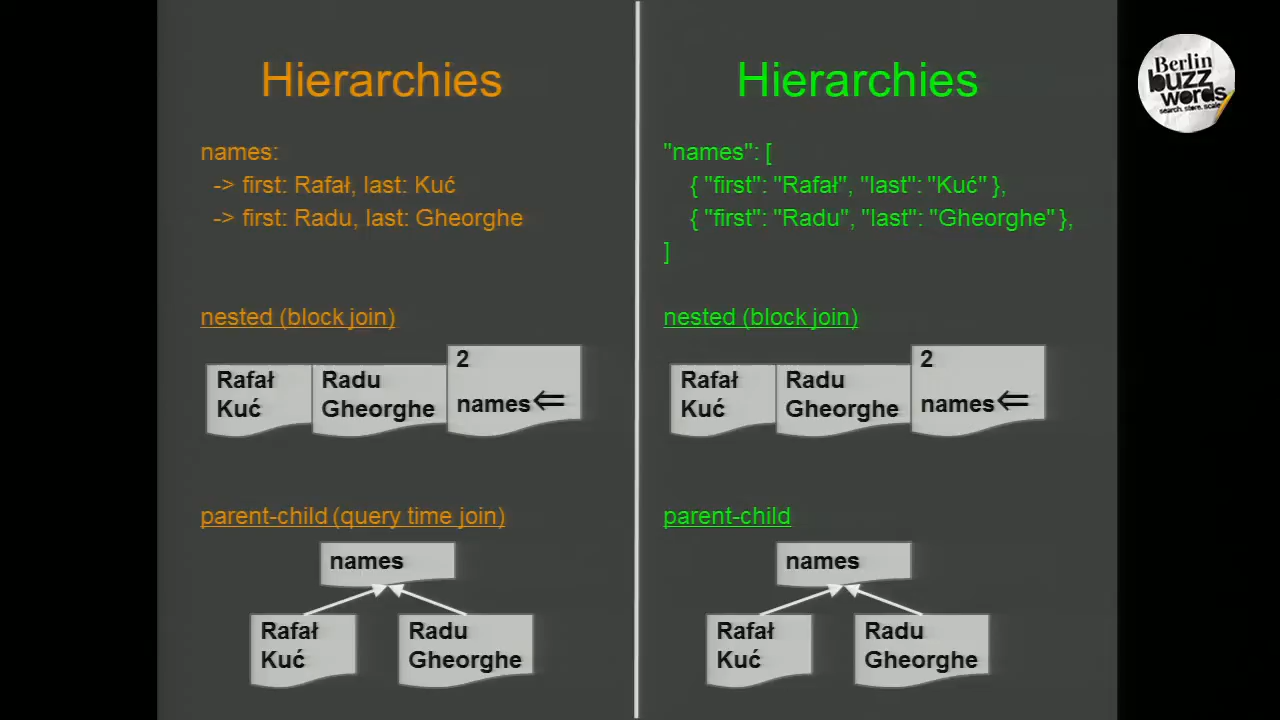 Hierarchies
names:
-> first: Rafał, last: Kuć
-> first: Radu, last: Gheorghe
nested (block join)
Rafał
Kuć
Radu
Gheorghe
2
names⇐
parent-child (query time join)
names
Rafał
Kuć
Radu
Gheorghe
Hierarchies
"names": [
{ "first": "Rafał", "last": "Kuć" },
{ "first": "Radu", "last": "Gheorghe" },
]
nested (block join)
Rafał
Kuć
Radu
Gheorghe
2
names⇐
parent-child
names
Rafał
Kuć
Radu
Gheorghe
Berlin
buzz
words
search. store. scale.